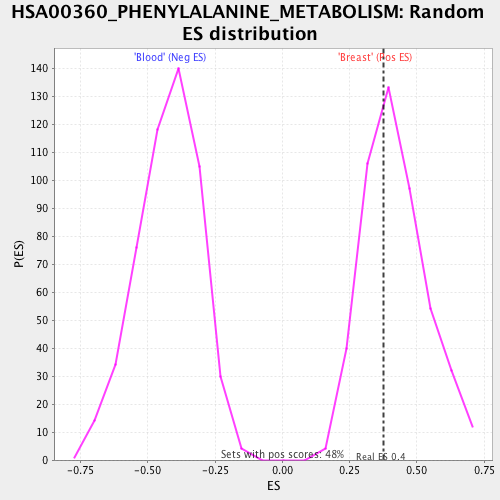 HSA00360_PHENYLALANINE_METABOLISM: Random
ES distribution
'Blood' (Neg ES)
'Breast' (Pos ES)
140
130
120
110
100
90
80
70
60
50
40
30
20
10
0
P(ES)
Sets with pos scores: 48%
Real ES 0.4
-0.75
-0.50
-0.25
0.00
0.25
0.50
0.75
ES